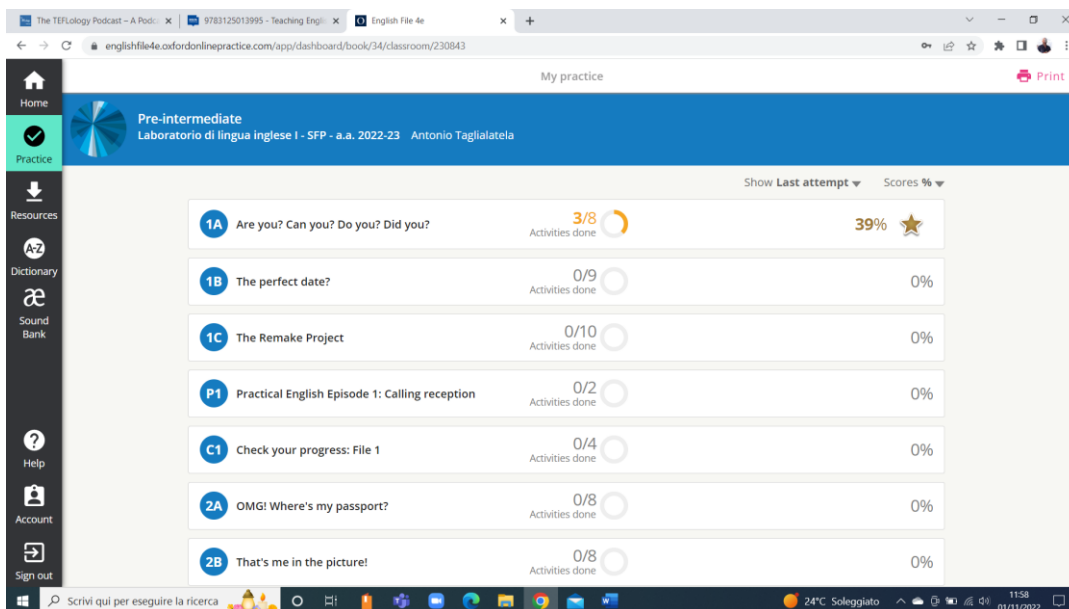 The TEFLology Podcast – A Podc
9783125013995 - Teaching Engli
English File 4e
englishfile4e.oxfordonlinepractice.com/app/dashboard/book/34/classroom/230843
My practice
Print
Home
Practice
Resources
A-Z
Dictionary
æ
Sound
Bank
Help
Account
Sign out
Pre-intermediate
Laboratorio di lingua inglese I - SFP - a.a. 2022-23 Antonio Taglialatela
Show Last attempt
Scores %
1A Are you? Can you? Do you? Did you? 3/8 39%
Activities done
1B The perfect date? 0/9 0%
Activities done
1C The Remake Project 0/10 0%
Activities done
P1 Practical English Episode 1: Calling reception 0/2 0%
Activities done
C1 Check your progress: File 1 0/4 0%
Activities done
2A OMG! Where's my passport? 0/8 0%
Activities done
2B That's me in the picture! 0/8 0%
Activities done
Scrivi qui per eseguire la ricerca
24°C Soleggiato
11:58
01/11/2022